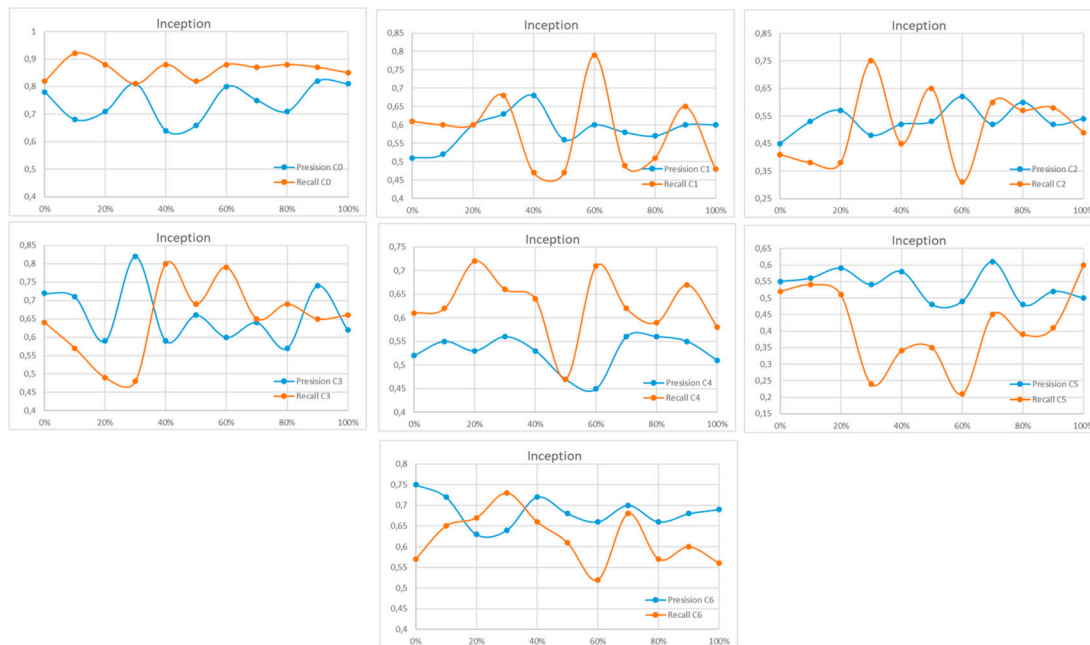 Inception
1
0,9
0,8
0,7
0,6
0,5
0,4
Presision C0
Recall C0
0% 20% 40% 60% 80% 100%
Inception
0,85
0,8
0,75
0,7
0,65
0,6
0,55
0,5
0,45
0,4
Presision C1
Recall C1
0% 20% 40% 60% 80% 100%
Inception
0,85
0,75
0,65
0,55
0,45
0,35
0,25
Presision C2
Recall C2
0% 20% 40% 60% 80% 100%
Inception
0,85
0,8
0,75
0,7
0,65
0,6
0,55
0,5
0,45
0,4
Presision C3
Recall C3
0% 20% 40% 60% 80% 100%
Inception
0,75
0,7
0,65
0,6
0,55
0,5
0,45
0,4
Presision C4
Recall C4
0% 20% 40% 60% 80% 100%
Inception
0,65
0,6
0,55
0,5
0,45
0,4
0,35
0,3
0,25
0,2
0,15
Presision C5
Recall C5
0% 20% 40% 60% 80% 100%
Inception
0,8
0,75
0,7
0,65
0,6
0,55
0,5
0,45
0,4
Presision C6
Recall C6
0% 20% 40% 60% 80% 100%